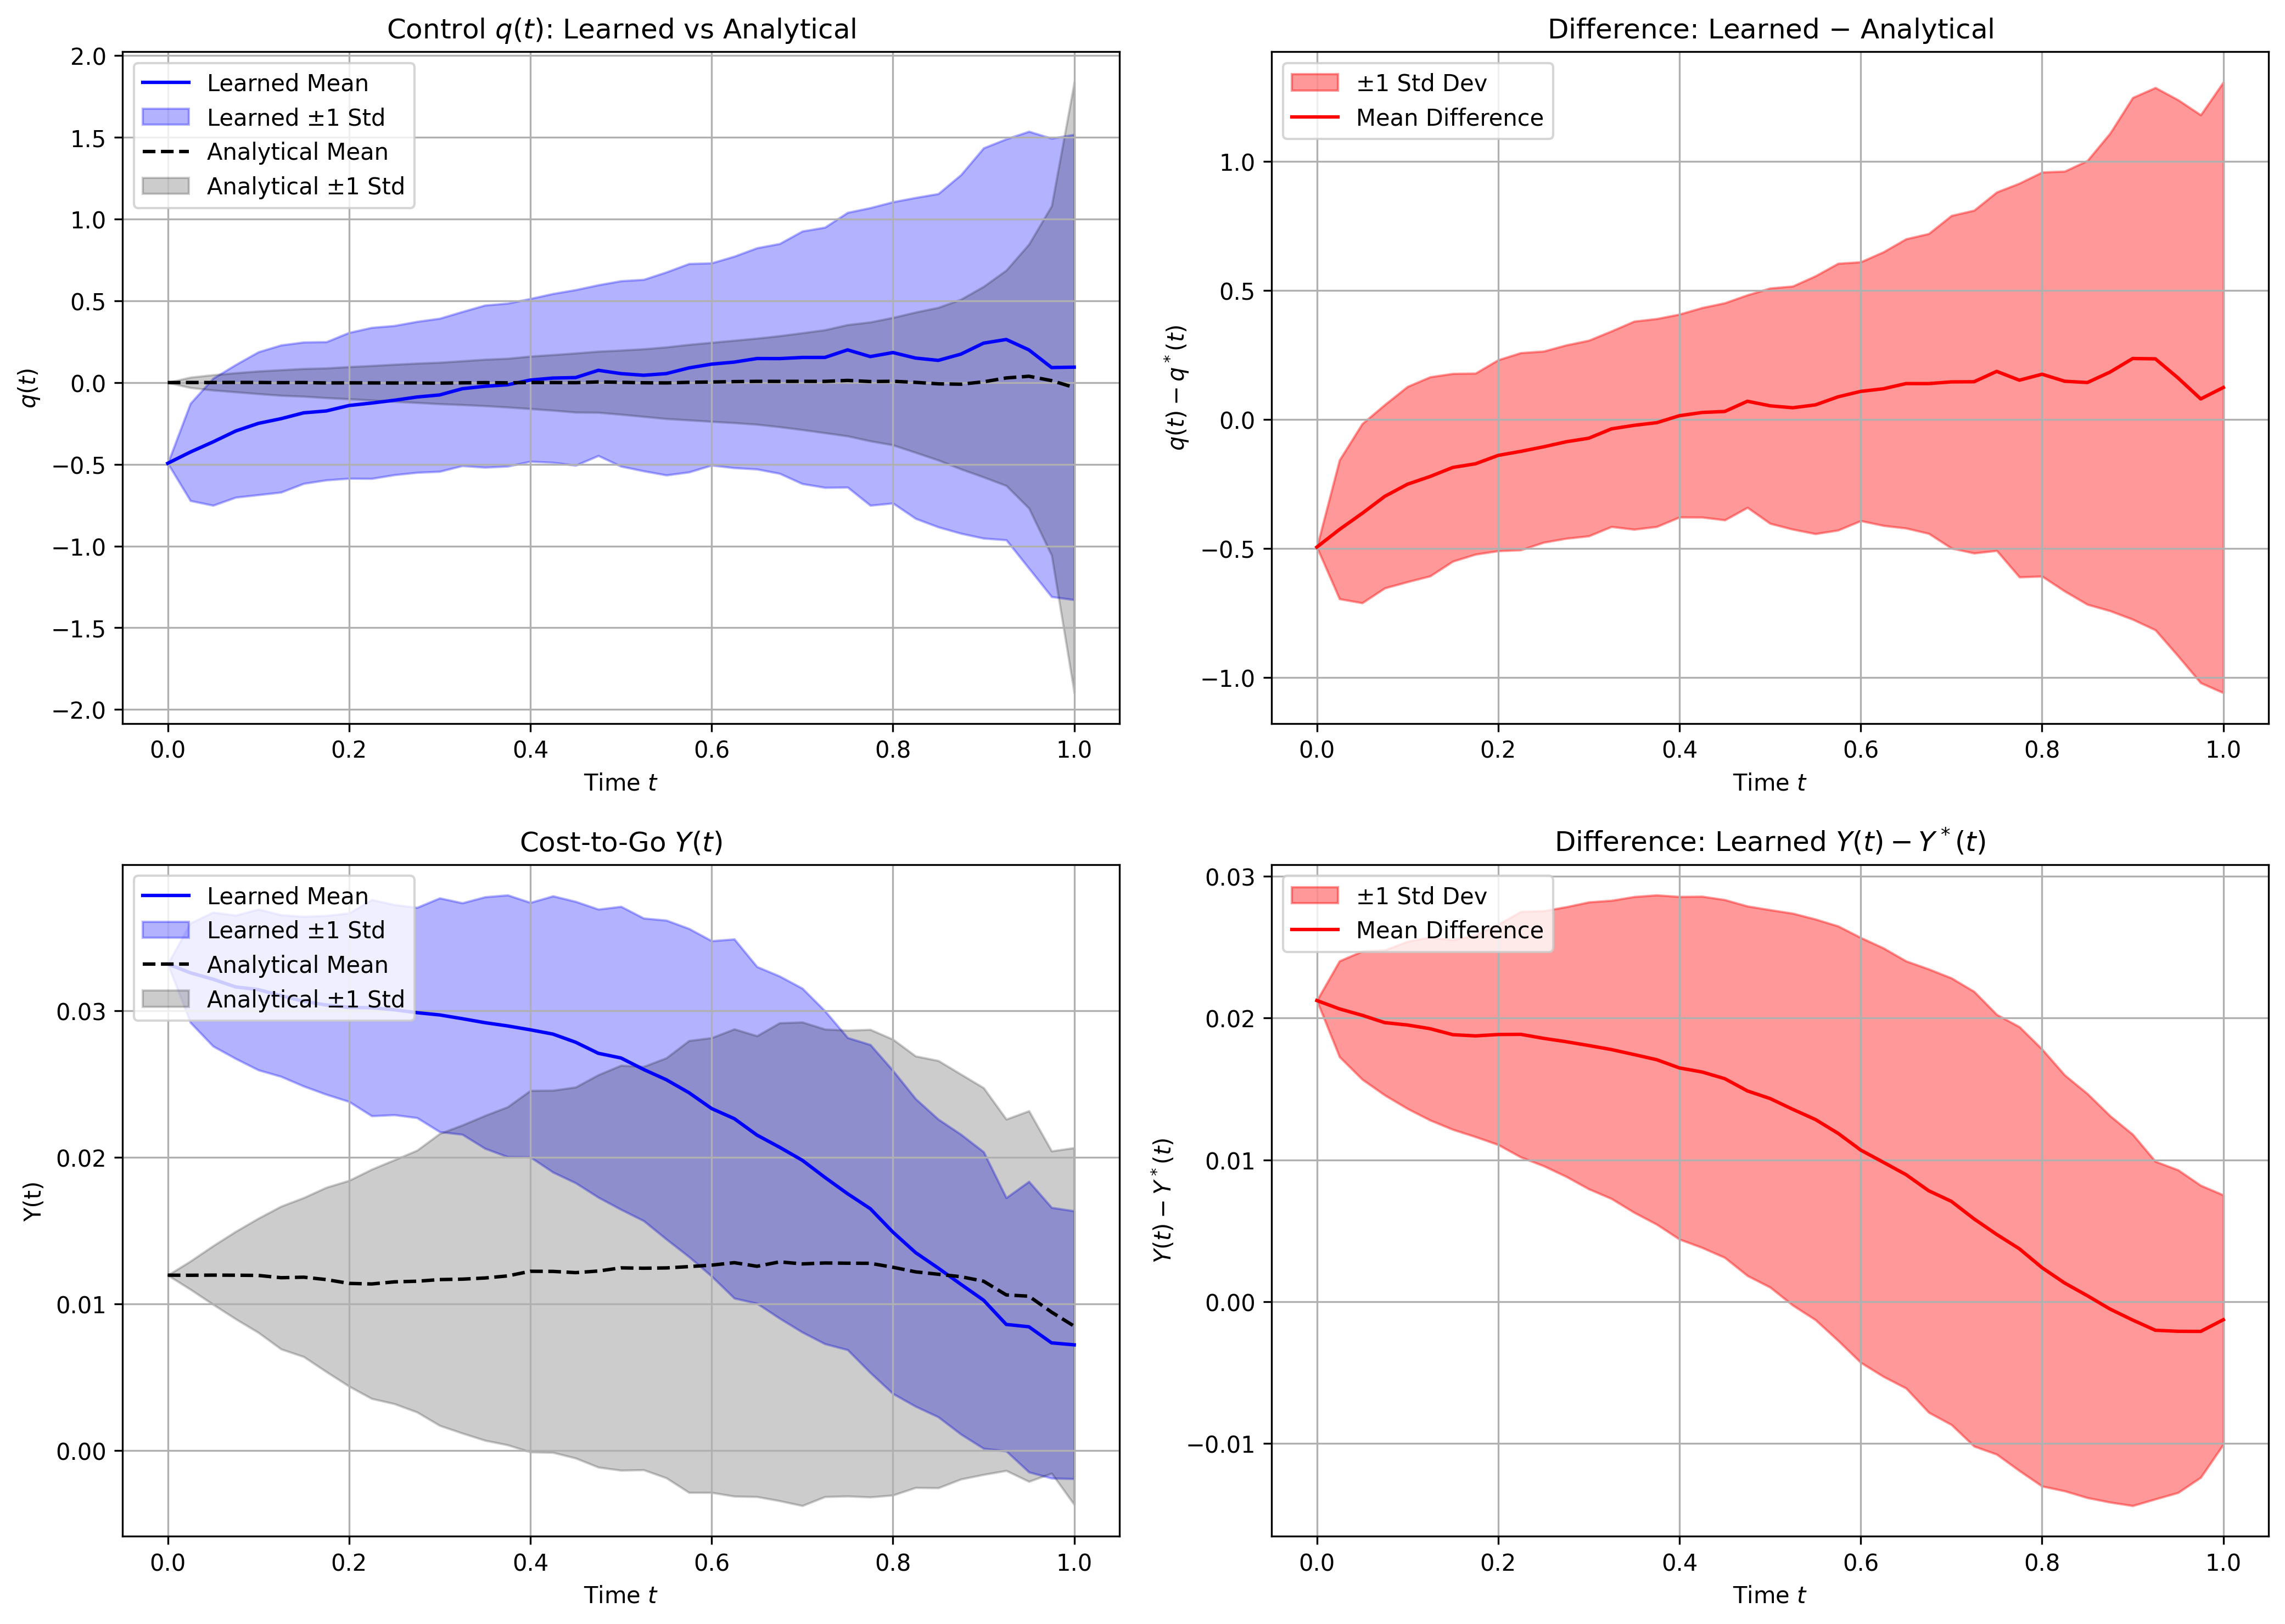 Control q(t): Learned vs Analytical
2.0
1.5
1.0
0.5
0.0
−0.5
−1.0
−1.5
−2.0
q(t)
Learned Mean
Learned ±1 Std
Analytical Mean
Analytical ±1 Std
0.0 0.2 0.4 0.6 0.8 1.0
Time t
Difference: Learned − Analytical
1.0
0.5
0.0
−0.5
−1.0
q(t) − q*(t)
±1 Std Dev
Mean Difference
0.0 0.2 0.4 0.6 0.8 1.0
Time t
Cost-to-Go Y(t)
0.03
0.02
0.01
0.00
Y(t)
Learned Mean
Learned ±1 Std
Analytical Mean
Analytical ±1 Std
0.0 0.2 0.4 0.6 0.8 1.0
Time t
Difference: Learned Y(t) − Y*(t)
0.03
0.02
0.01
0.00
−0.01
Y(t) − Y*(t)
±1 Std Dev
Mean Difference
0.0 0.2 0.4 0.6 0.8 1.0
Time t